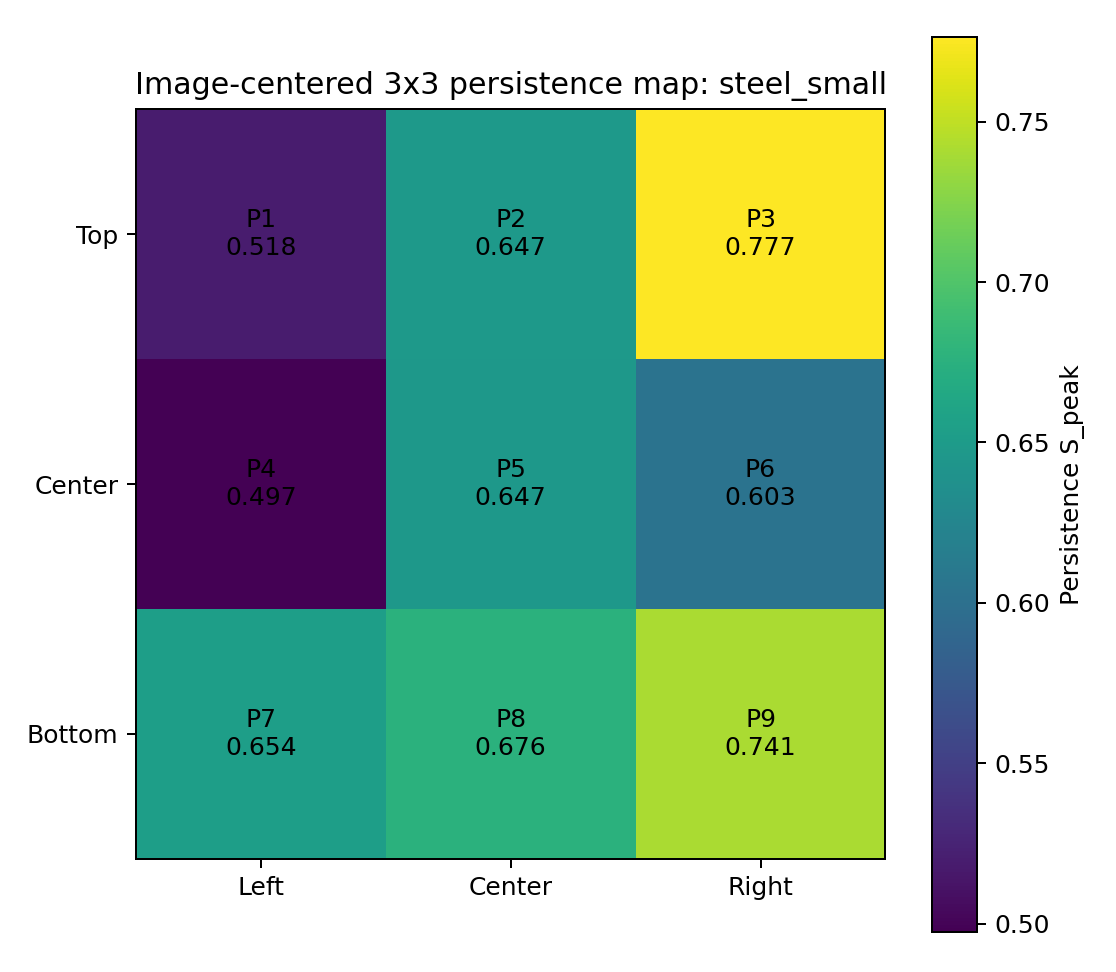 Image-centered 3x3 persistence map: steel_small
Top
P1
0.518
P2
0.647
P3
0.777
Center
P4
0.497
P5
0.647
P6
0.603
Bottom
P7
0.654
P8
0.676
P9
0.741
Left
Center
Right
0.75
0.70
0.65
0.60
0.55
0.50
Persistence S_peak